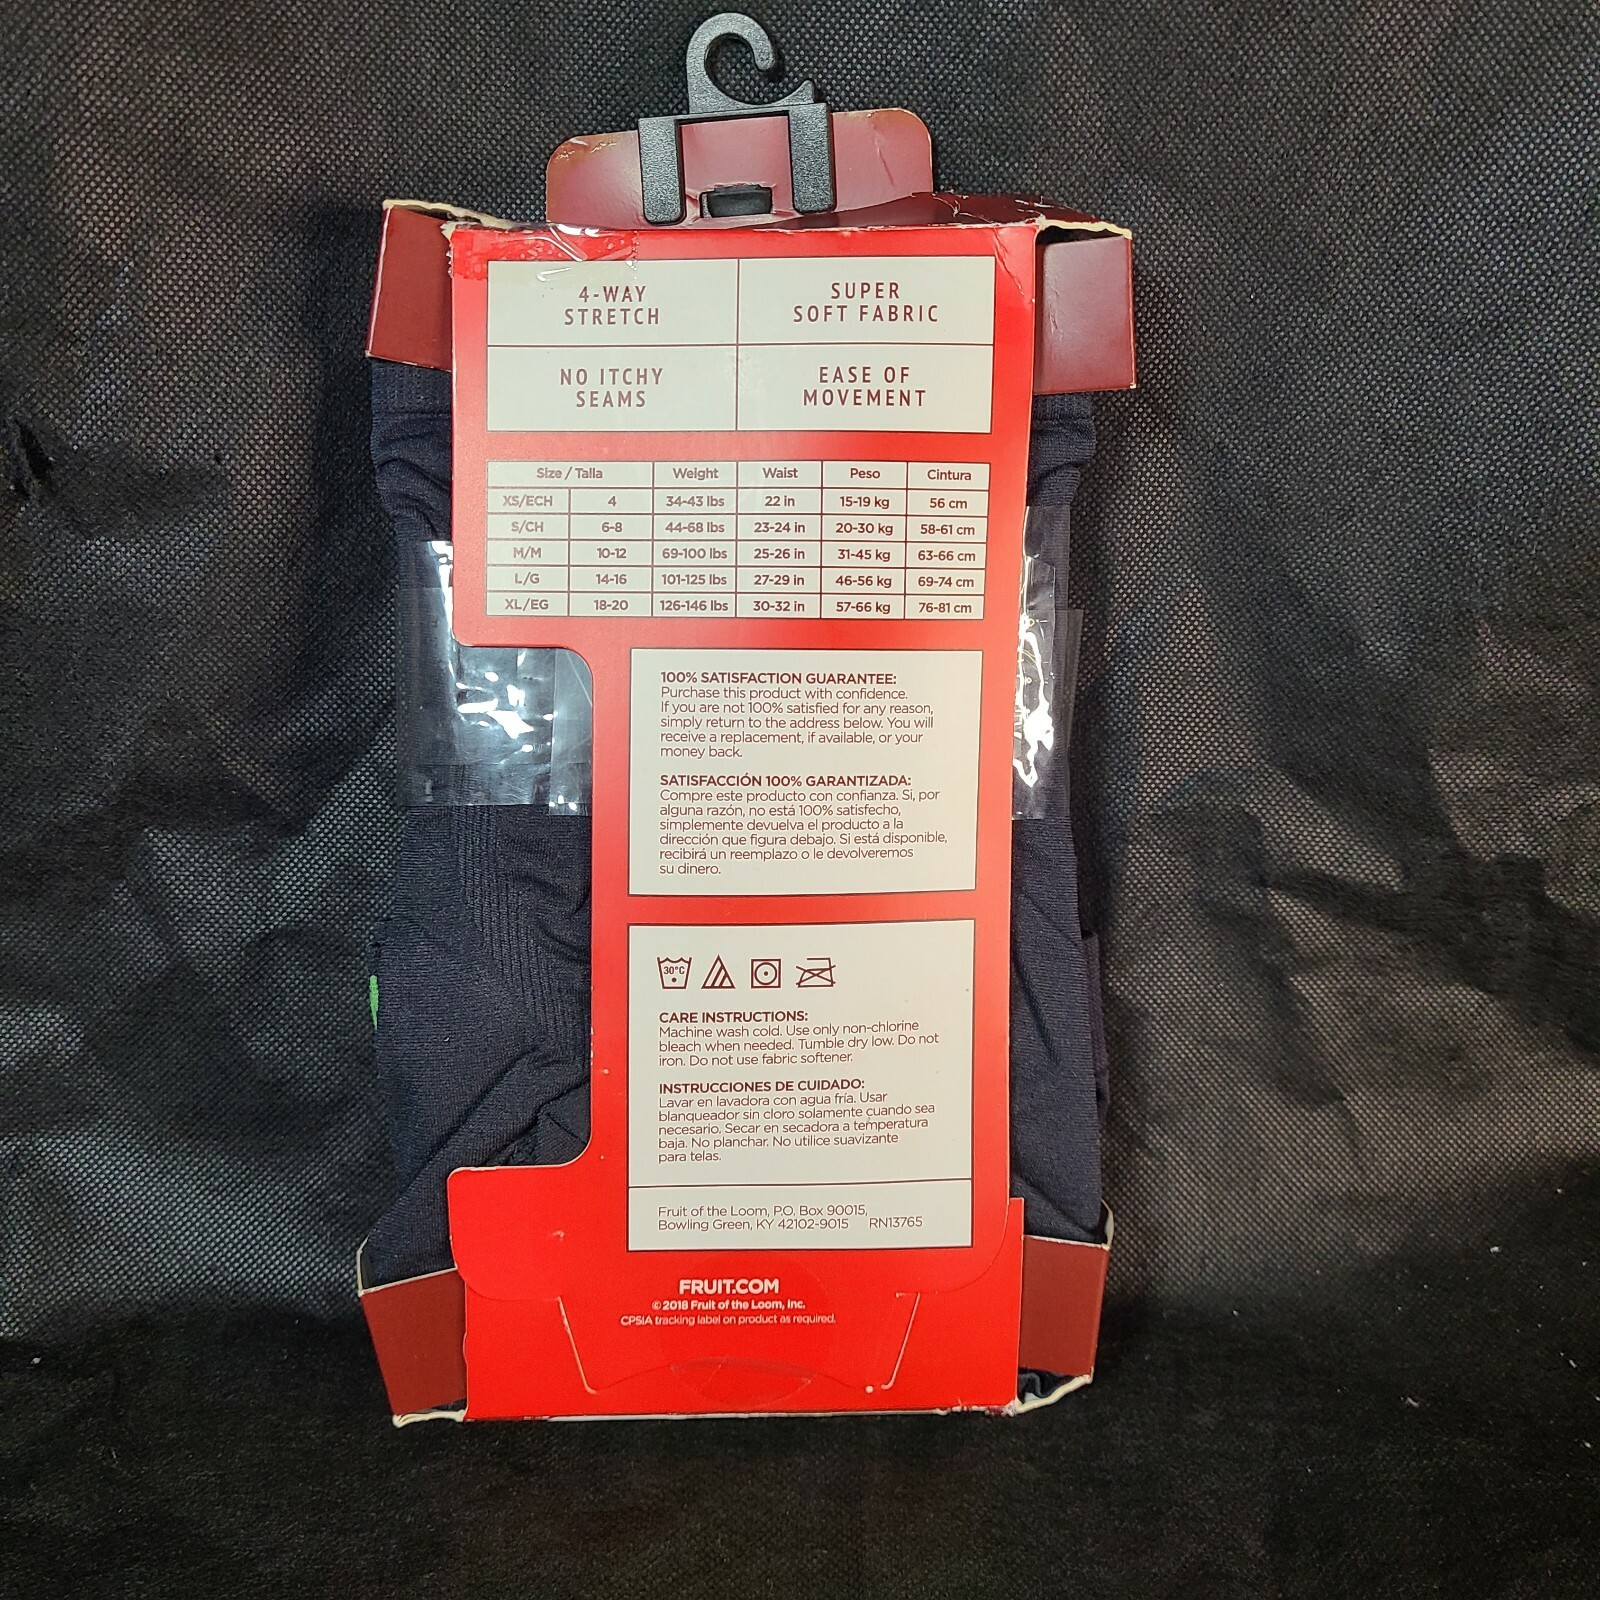 4-WAY
STRETCH
SUPER
SOFT FABRIC
NO ITCHY
SEAMS
EASE OF
MOVEMENT
Size / Talla Weight Waist Peso Cintura
XS/ECH 4 34-43 lbs 22 in 15-19 kg 56 cm
S/CH 6-8 44-68 lbs 23-24 in 20-30 kg 58-61 cm
M/M 10-12 69-100 lbs 25-26 in 31-45 kg 63-66 cm
L/G 14-16 101-125 lbs 27-29 in 46-56 kg 69-74 cm
XL/EG 18-20 126-146 lbs 30-32 in 57-66 kg 76-81 cm
100% SATISFACTION GUARANTEE:
Purchase this product with confidence.
If you are not 100% satisfied for any reason,
simply return to the address below. You will
receive a replacement, if available, or your
money back.
SATISFACCIÓN 100% GARANTIZADA:
Compre este producto con confianza. Si, por
alguna razón, no está 100% satisfecho,
simplemente devuelva el producto a la
dirección que figura debajo. Si está disponible,
recibirá un reemplazo o le devolveremos
su dinero.
30°C
CARE INSTRUCTIONS:
Machine wash cold. Use only non-chlorine
bleach when needed. Tumble dry low. Do not
iron. Do not use fabric softener.
INSTRUCCIONES DE CUIDADO:
Lavar en lavadora con agua fría. Usar
blanqueador sin cloro solamente cuando sea
necesario. Secar en secadora a temperatura
baja. No planchar. No utilice suavizante
para telas.
Fruit of the Loom, P.O. Box 90015,
Bowling Green, KY 42102-9015 RN13765
FRUIT.COM
©2018 Fruit of the Loom, Inc.
CPSIA tracking label on product as required.